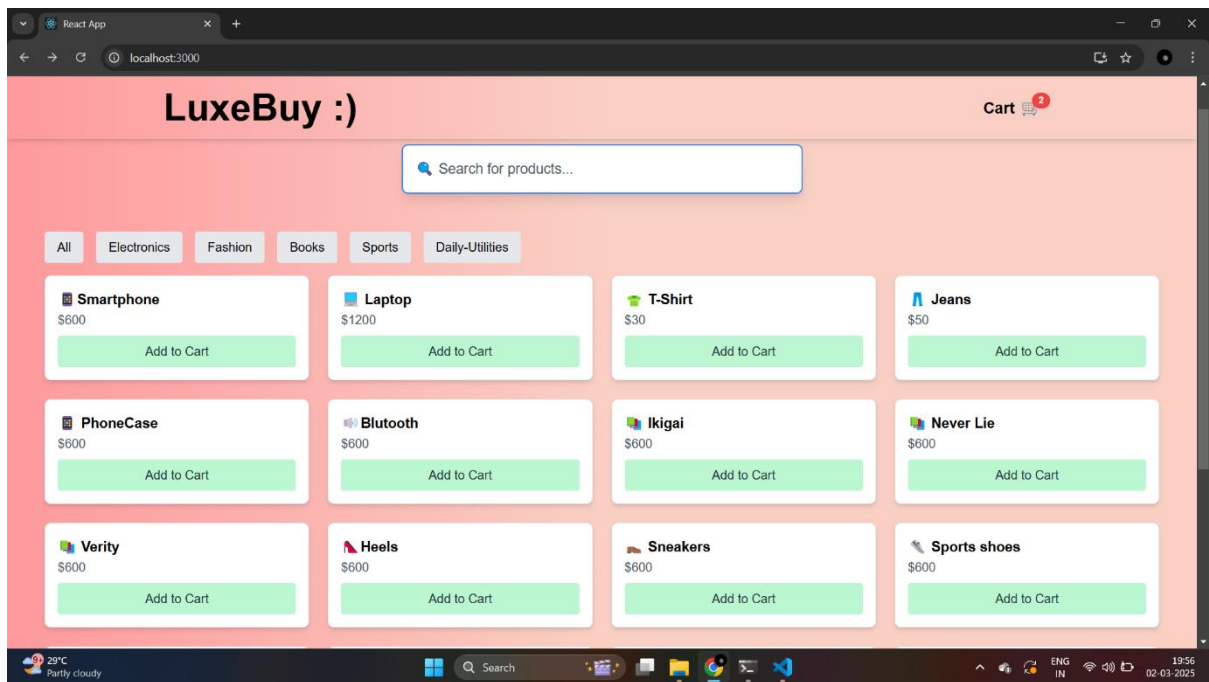 React App
localhost:3000
LuxeBuy :)
Cart 2
Search for products...
All Electronics Fashion Books Sports Daily-Utilities
Smartphone Laptop T-Shirt Jeans
$600 $1200 $30 $50
Add to Cart Add to Cart Add to Cart Add to Cart
PhoneCase Blutooth Ikigai Never Lie
$600 $600 $600 $600
Add to Cart Add to Cart Add to Cart Add to Cart
Verity Heels Sneakers Sports shoes
$600 $600 $600 $600
Add to Cart Add to Cart Add to Cart Add to Cart
9+ 29°C Search ENG 19:56
Partly cloudy IN 02-03-2025